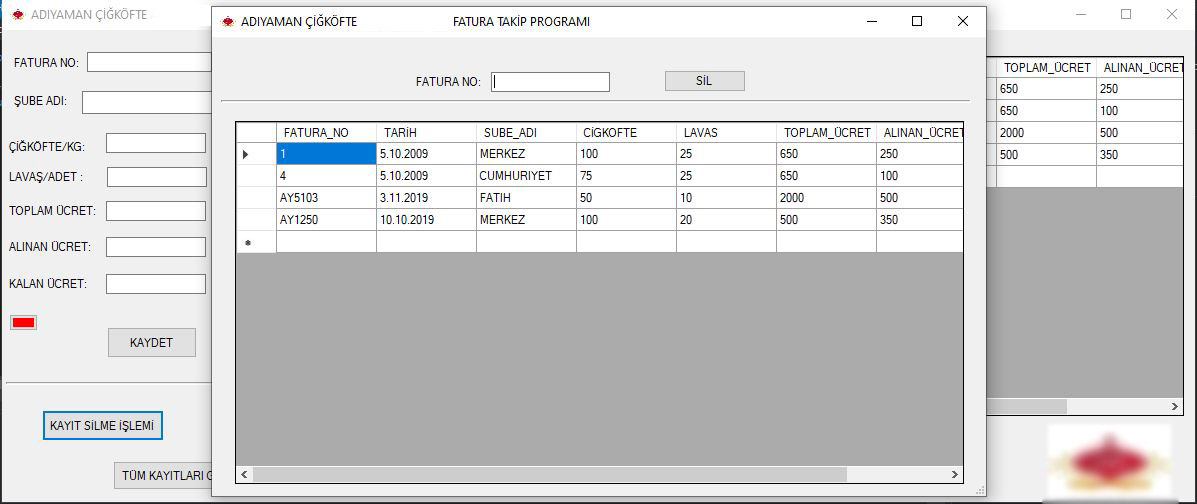 ADIYAMAN ÇİĞKÖFTE
FATURA NO:
ŞUBE ADI:
ÇİĞKÖFTE/KG:
LAVAŞ/ADET :
TOPLAM ÜCRET:
ALINAN ÜCRET:
KALAN ÜCRET:
KAYDET
KAYIT SİLME İŞLEMİ
TÜM KAYITLARI G
ADIYAMAN ÇİĞKÖFTE FATURA TAKİP PROGRAMI
FATURA NO: SİL
FATURA_NO TARİH SUBE_ADI CİGKOFTE LAVAS TOPLAM_ÜCRET ALINAN_ÜCRET
1 5.10.2009 MERKEZ 100 25 650 250
4 5.10.2009 CUMHURIYET 75 25 650 100
AY5103 3.11.2019 FATIH 50 10 2000 500
AY1250 10.10.2019 MERKEZ 100 20 500 350
TOPLAM_ÜCRET ALINAN_ÜCRET
650 250
650 100
2000 500
500 350